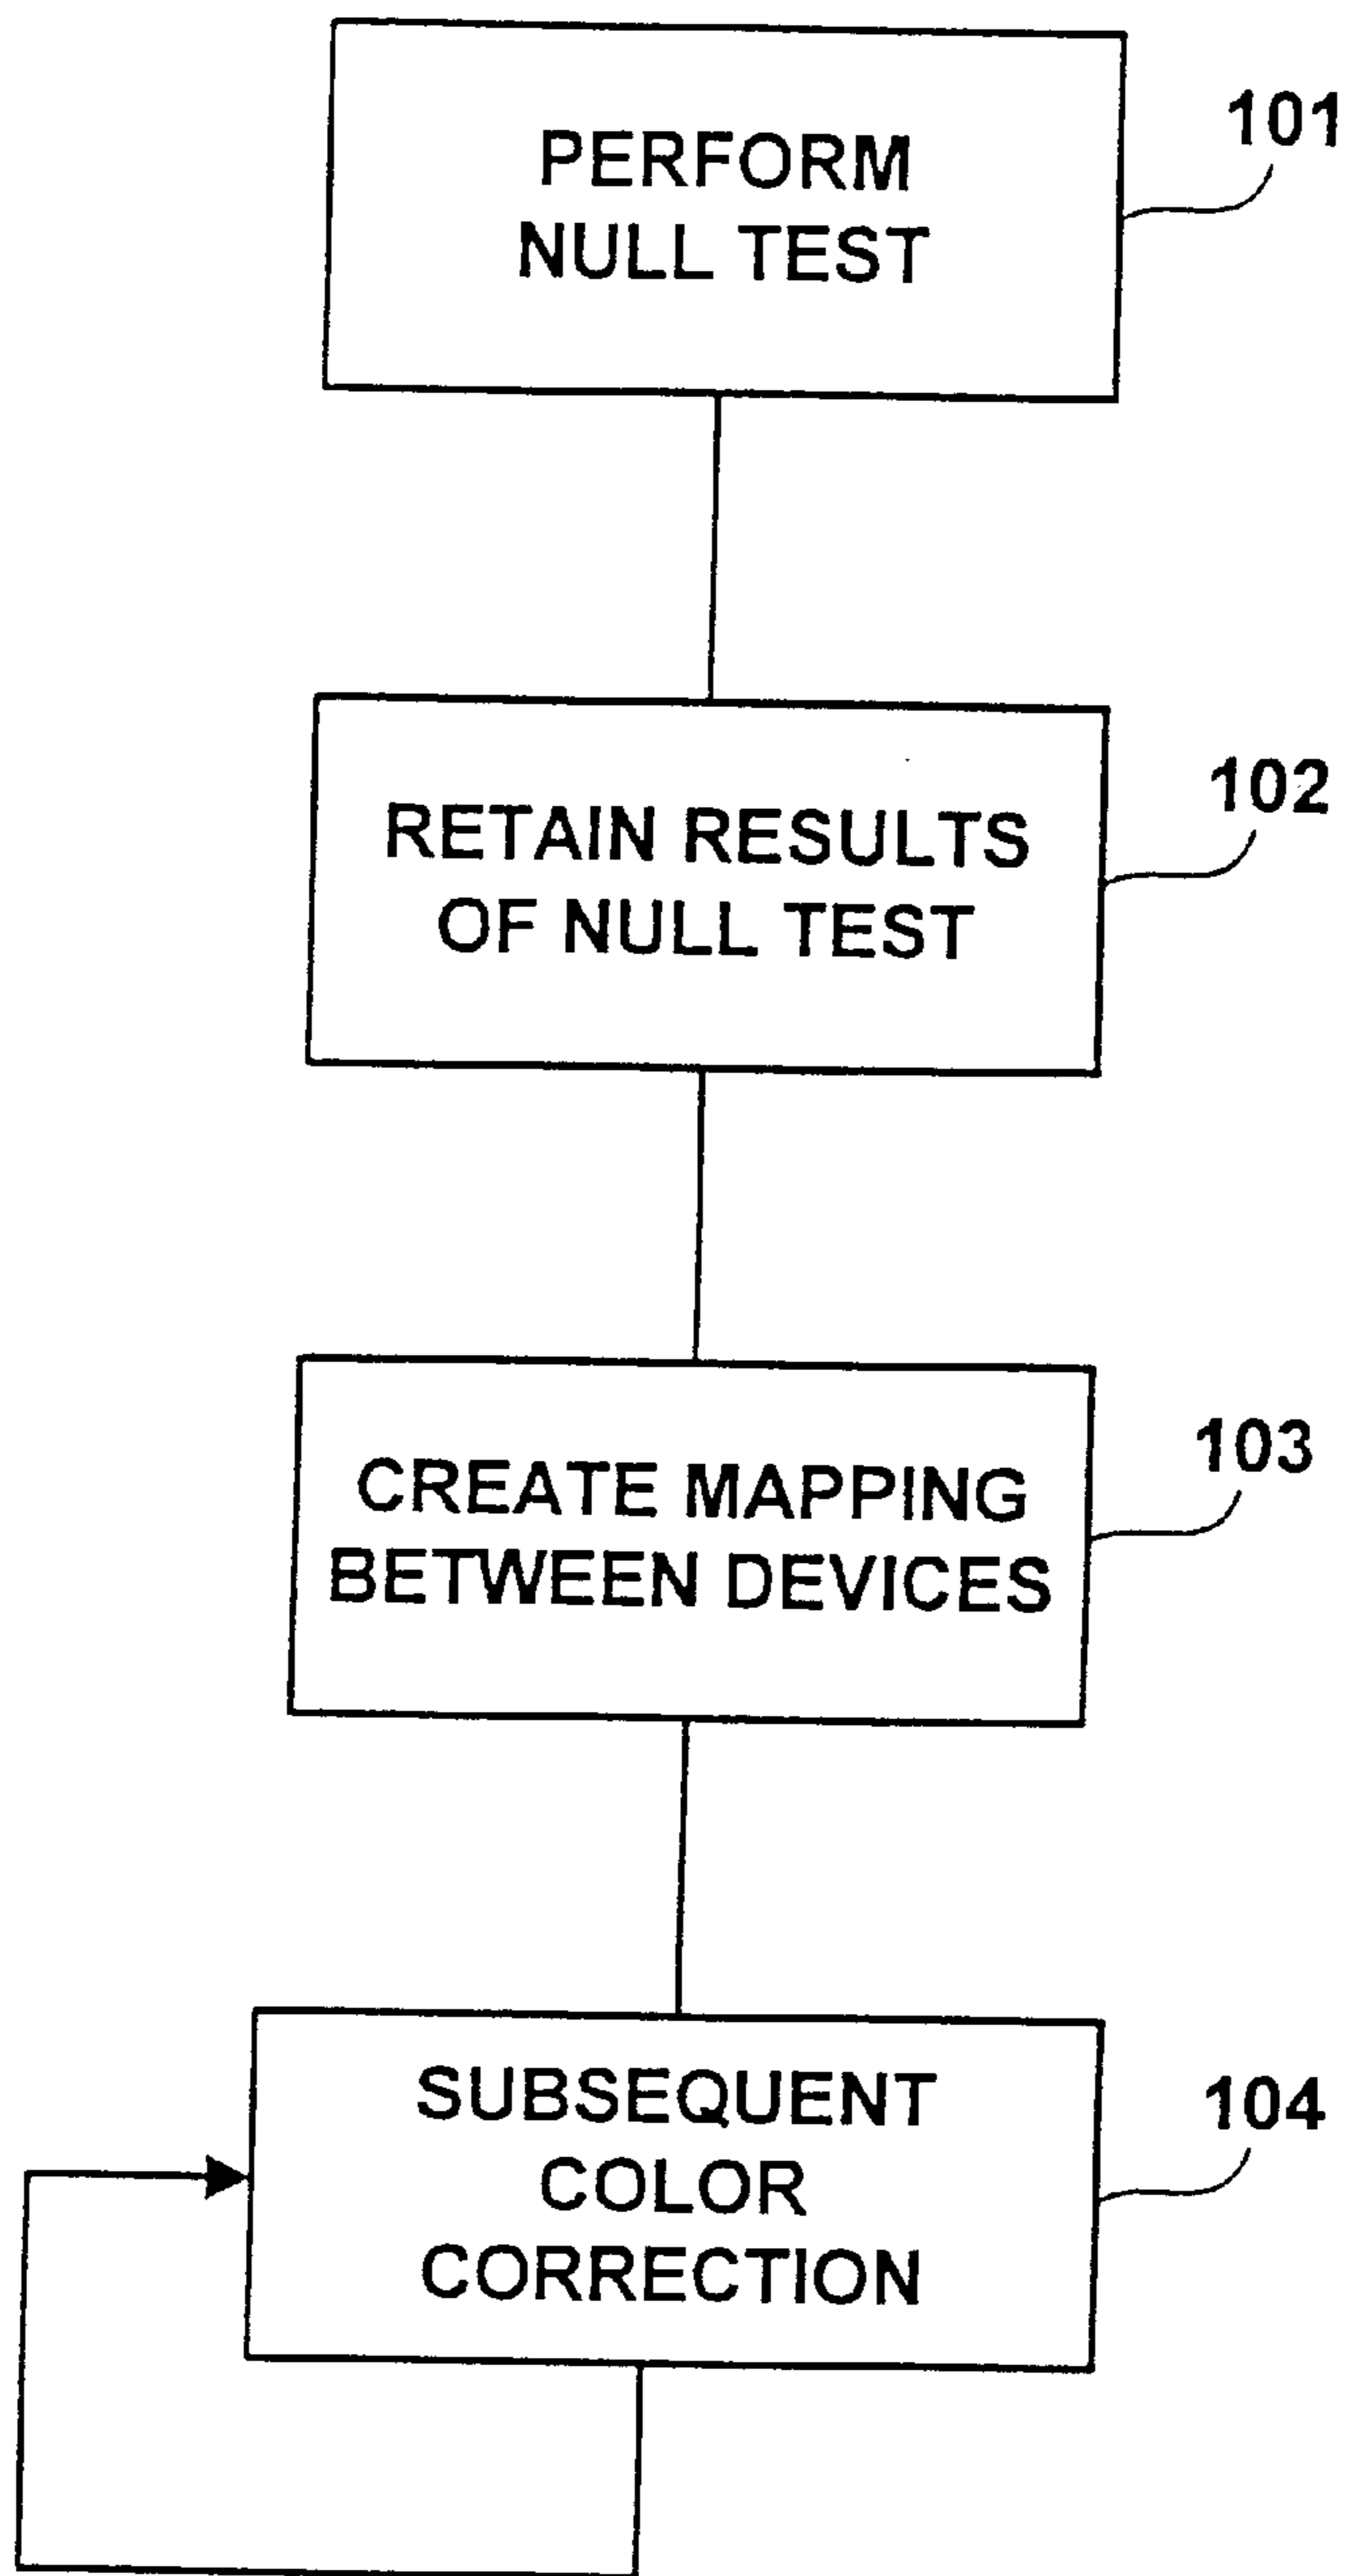 PERFORM
NULL TEST
101
RETAIN RESULTS
OF NULL TEST
102
CREATE MAPPING
BETWEEN DEVICES
103
SUBSEQUENT
COLOR
CORRECTION
104